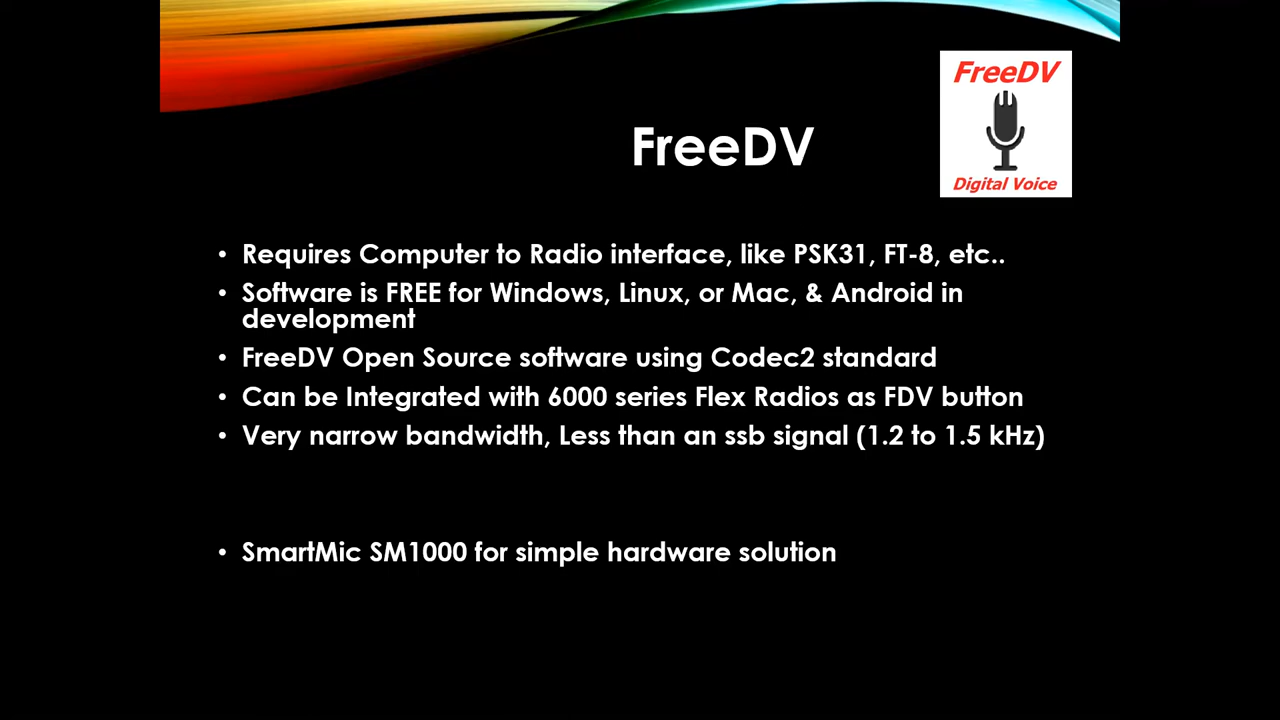 FreeDV
Digital Voice
FreeDV
• Requires Computer to Radio interface, like PSK31, FT-8, etc..
• Software is FREE for Windows, Linux, or Mac, & Android in
development
• FreeDV Open Source software using Codec2 standard
• Can be Integrated with 6000 series Flex Radios as FDV button
• Very narrow bandwidth, Less than an ssb signal (1.2 to 1.5 kHz)
• SmartMic SM1000 for simple hardware solution